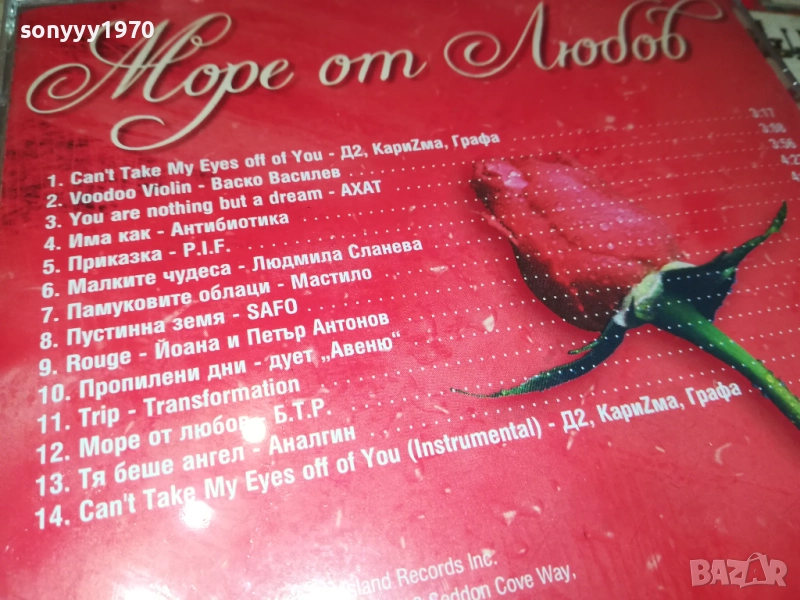 sonyyy1970
Море от Любов
1. Can't Take My Eyes off of You - Д2, КариZма, Графа 3:17
2. Voodoo Violin - Васко Василев 3:08
3. You are nothing but a dream - АХАТ 3:56
4. Има как - Антибиотика
5. Приказка - P.I.F.
6. Малките чудеса - Людмила Сланева
7. Памуковите облаци - Мастило
8. Пустинна земя - SAFO
9. Rouge - Йоана и Петър Антонов
10. Пропилени дни - дует „Авеню“
11. Trip - Transformation
12. Море от любов - Б.Т.Р.
13. Тя беше ангел - Аналгин
14. Can't Take My Eyes off of You (Instrumental) - Д2, КариZма, Графа
Records Inc.
Seddon Cove Way,
BAZAR